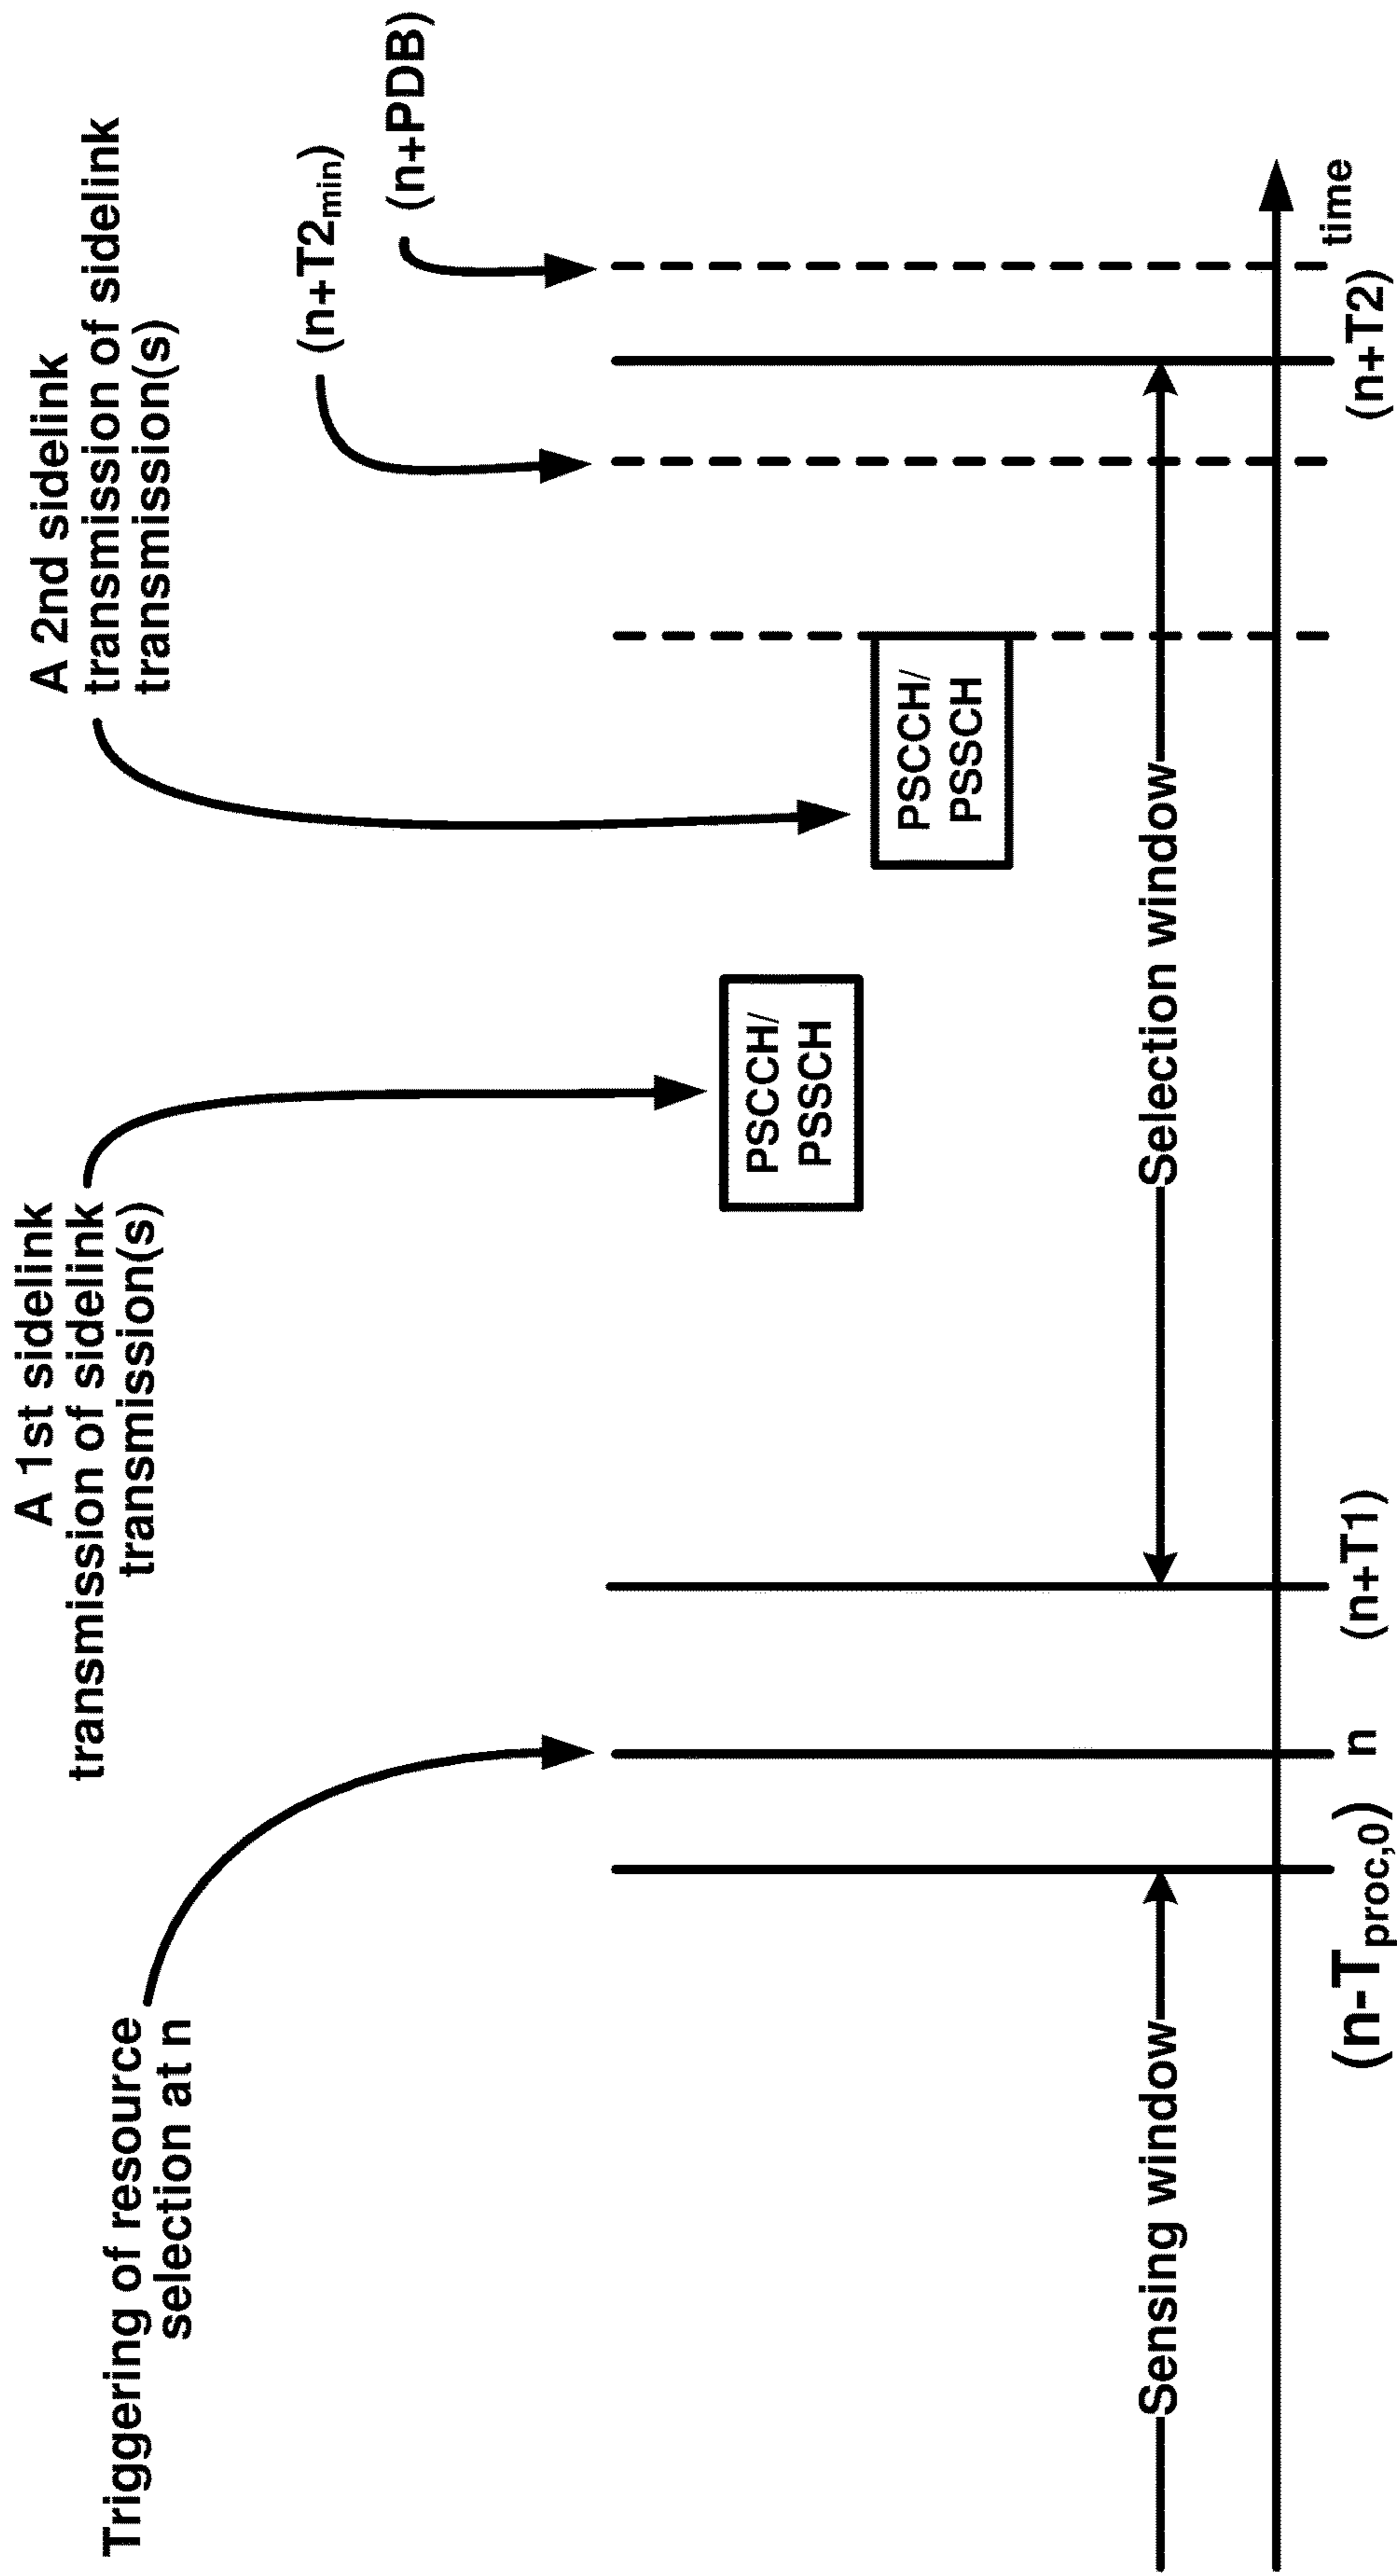 Triggering of resource
selection at n
A 1st sidelink
transmission of sidelink
transmission(s)
A 2nd sidelink
transmission of sidelink
transmission(s)
(n+T2min)
(n+PDB)
PSCCH/
PSSCH
PSCCH/
PSSCH
Sensing window
Selection window
(n-Tproc,0)
n
(n+T1)
(n+T2)
time